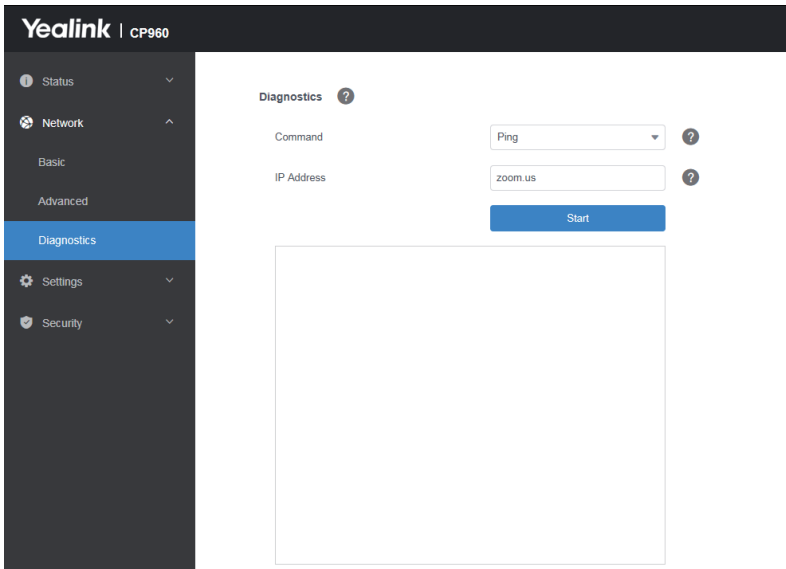 Yealink | CP960
Status
Network
Basic
Advanced
Diagnostics
Settings
Security
Diagnostics ?
Command
Ping
?
IP Address
zoom.us
?
Start